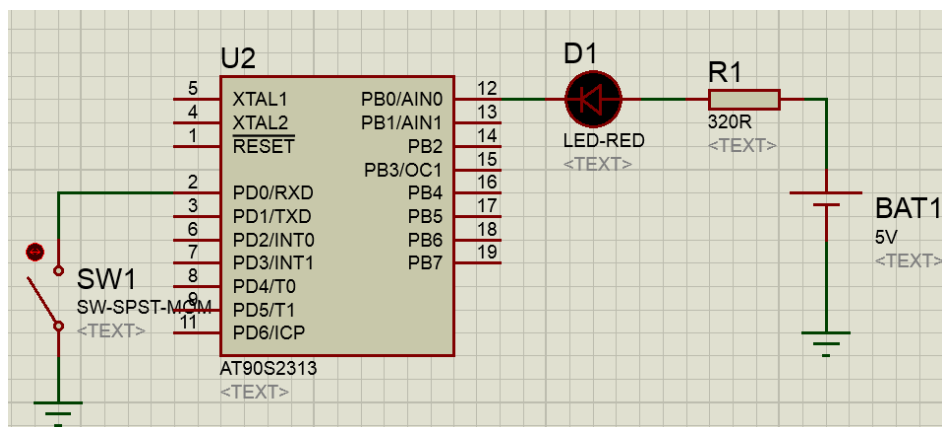 U2
5
XTAL1
4
XTAL2
1
RESET
2
PD0/RXD
3
PD1/TXD
6
PD2/INT0
7
PD3/INT1
8
PD4/T0
9
PD5/T1
11
PD6/ICP
PB0/AIN0
12
PB1/AIN1
13
PB2
14
PB3/OC1
15
PB4
16
PB5
17
PB6
18
PB7
19
AT90S2313
<TEXT>
SW1
SW-SPST-MOM
<TEXT>
D1
LED-RED
<TEXT>
R1
320R
<TEXT>
BAT1
5V
<TEXT>